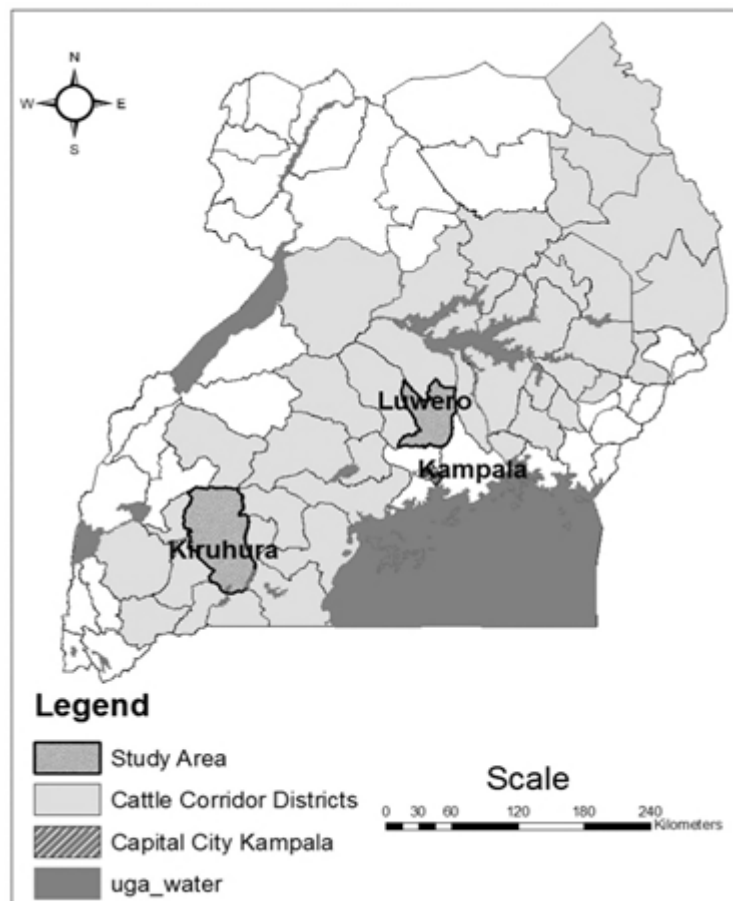 N
W E
S
Luwero
Kampala
Kiruhura
Legend
Study Area
Cattle Corridor Districts
Capital City Kampala
uga_water
Scale
0 30 60 120 180 240
Kilometers